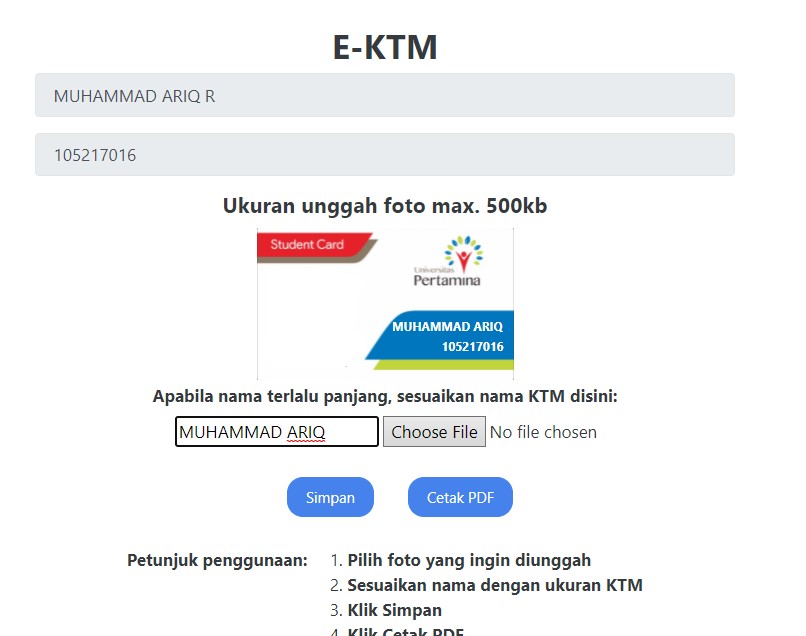 E-KTM
MUHAMMAD ARIQ R
105217016
Ukuran unggah foto max. 500kb
Student Card
Universitas
Pertamina
MUHAMMAD ARIQ
105217016
Apabila nama terlalu panjang, sesuaikan nama KTM disini:
MUHAMMAD ARIQ Choose File No file chosen
Simpan Cetak PDF
Petunjuk penggunaan: 1. Pilih foto yang ingin diunggah
2. Sesuaikan nama dengan ukuran KTM
3. Klik Simpan
4. Klik Cetak PDF